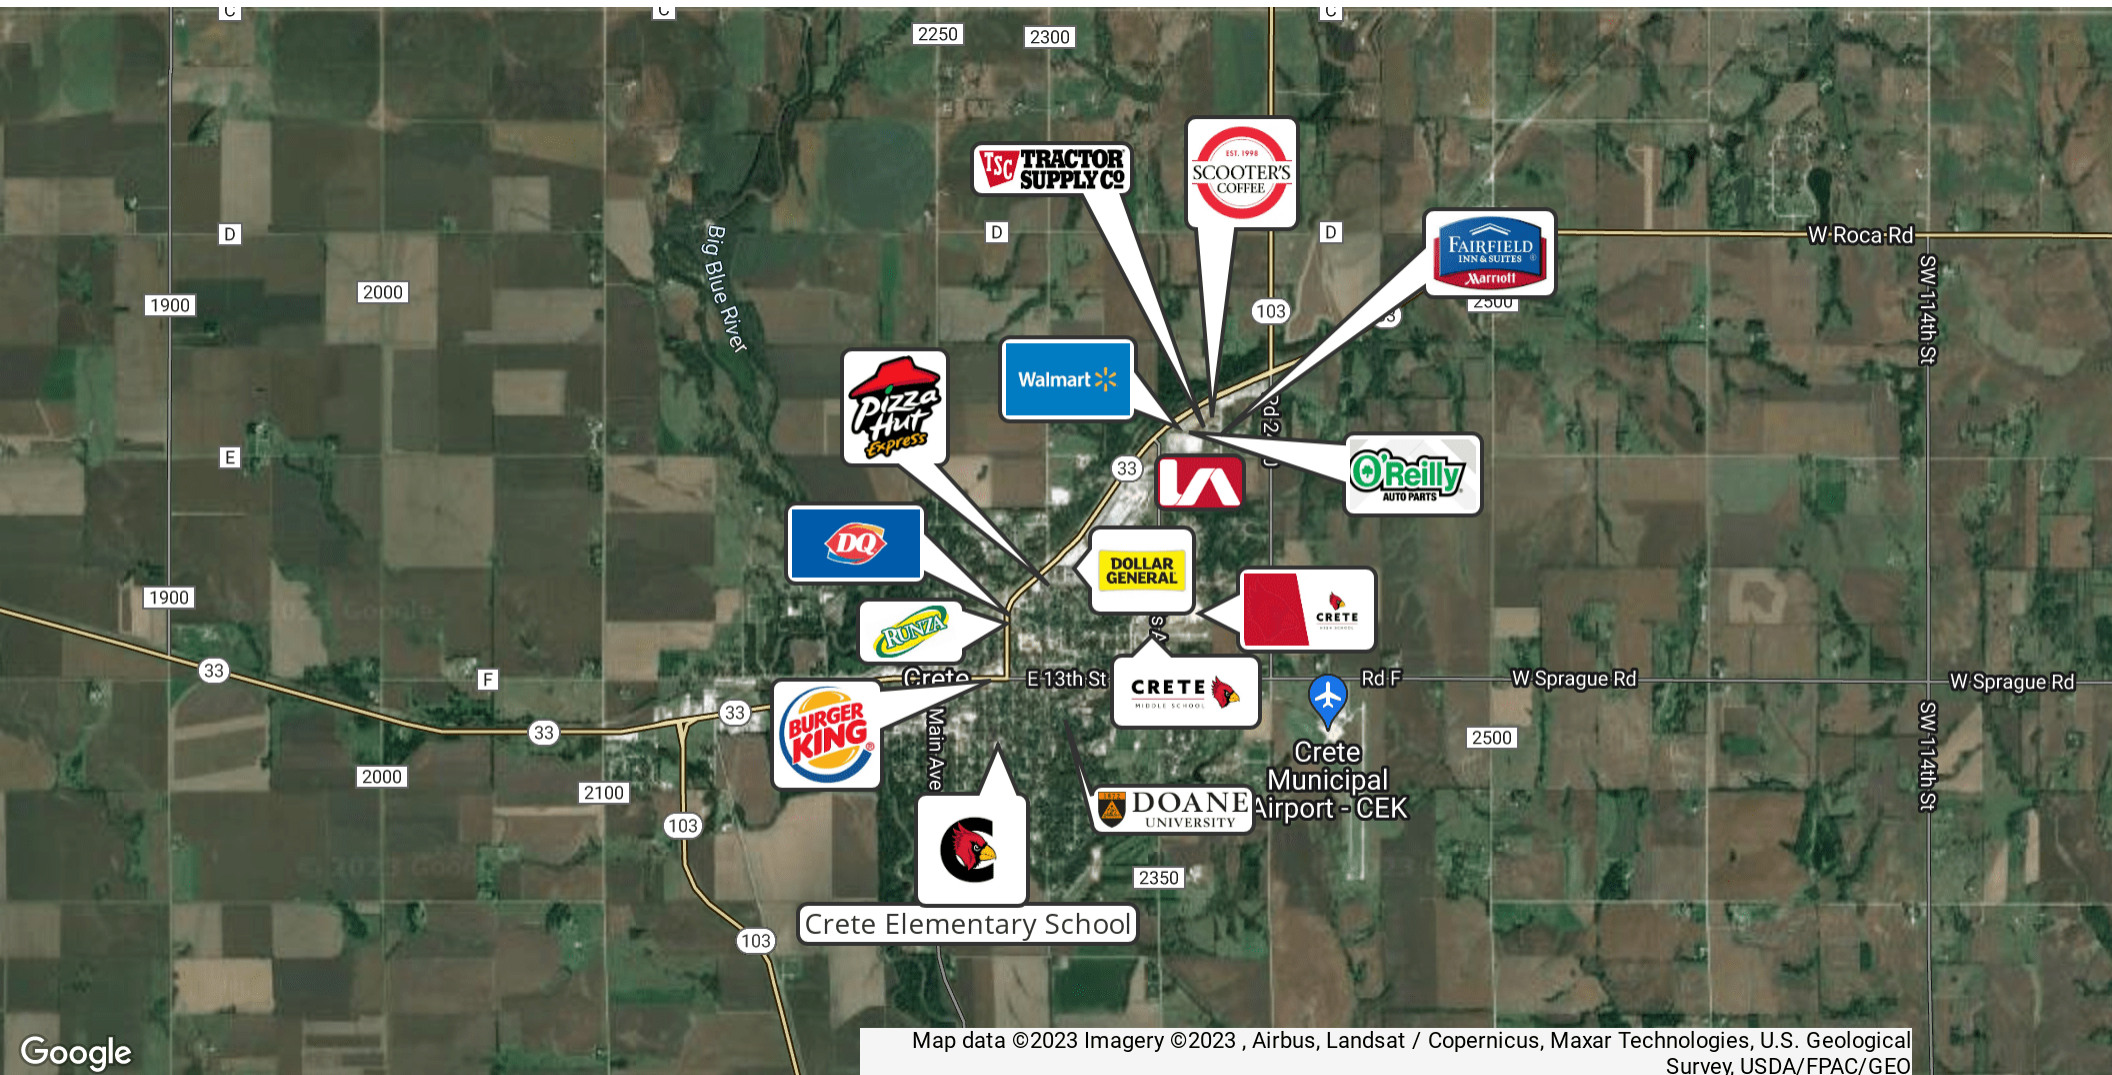 C
C
C
2250
2300
EST. 1998
SCOOTER'S
COFFEE
TSC TRACTOR
SUPPLY CO
D
D
D
W Roca Rd
FAIRFIELD
INN & SUITES ®
Marriott
Big Blue River
SW 114th St
2000
1900
103
2500
Walmart
Pizza
Hut
Express
E
33
O'Reilly
AUTO PARTS
DQ
DOLLAR
GENERAL
1900
CRETE
RUNZA
33
F
Crete
E 13th St
Rd F
W Sprague Rd
W Sprague Rd
CRETE
MIDDLE SCHOOL
BURGER
KING®
33
33
Main Ave
SW 114th St
2500
Crete
Municipal
Airport - CEK
2000
2100
1872
DOANE
UNIVERSITY
103
2350
C
Crete Elementary School
103
Google
Map data ©2023 Imagery ©2023 , Airbus, Landsat / Copernicus, Maxar Technologies, U.S. Geological
Survey, USDA/FPAC/GEO